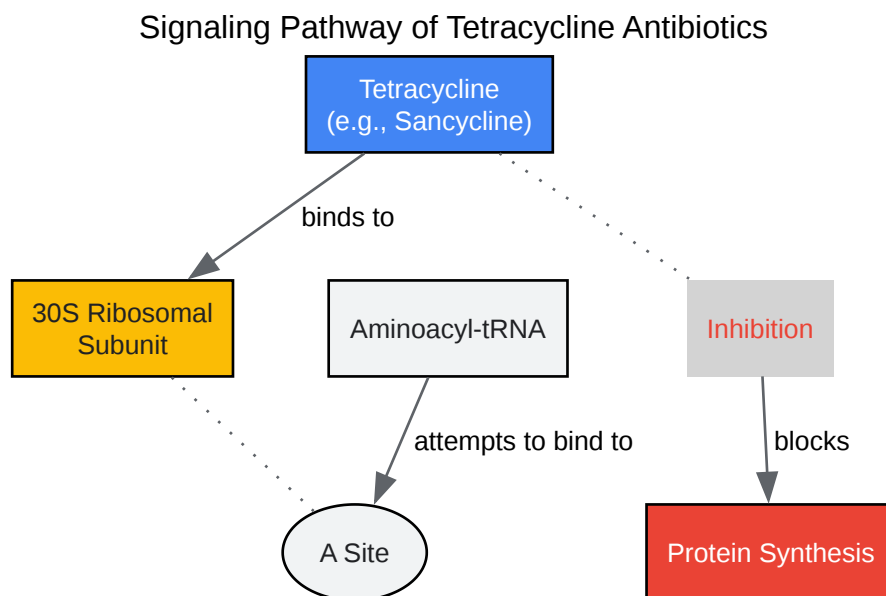 Signaling Pathway of Tetracycline Antibiotics
Tetracycline
(e.g., Sancycline)
binds to
30S Ribosomal
Subunit
Aminoacyl-tRNA
Inhibition
attempts to bind to
blocks
A Site
Protein Synthesis